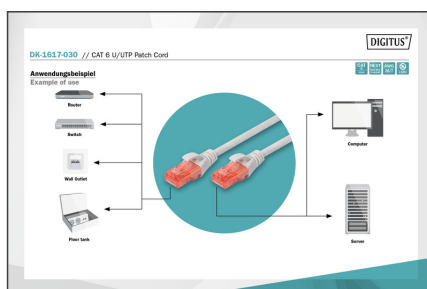 DIGITUS®
DK-1617-030 // CAT 6 U/UTP Patch Cord
Anwendungsbeispiel
Example of use
Router
Switch
Wall Outlet
Floor tank
Computer
Server